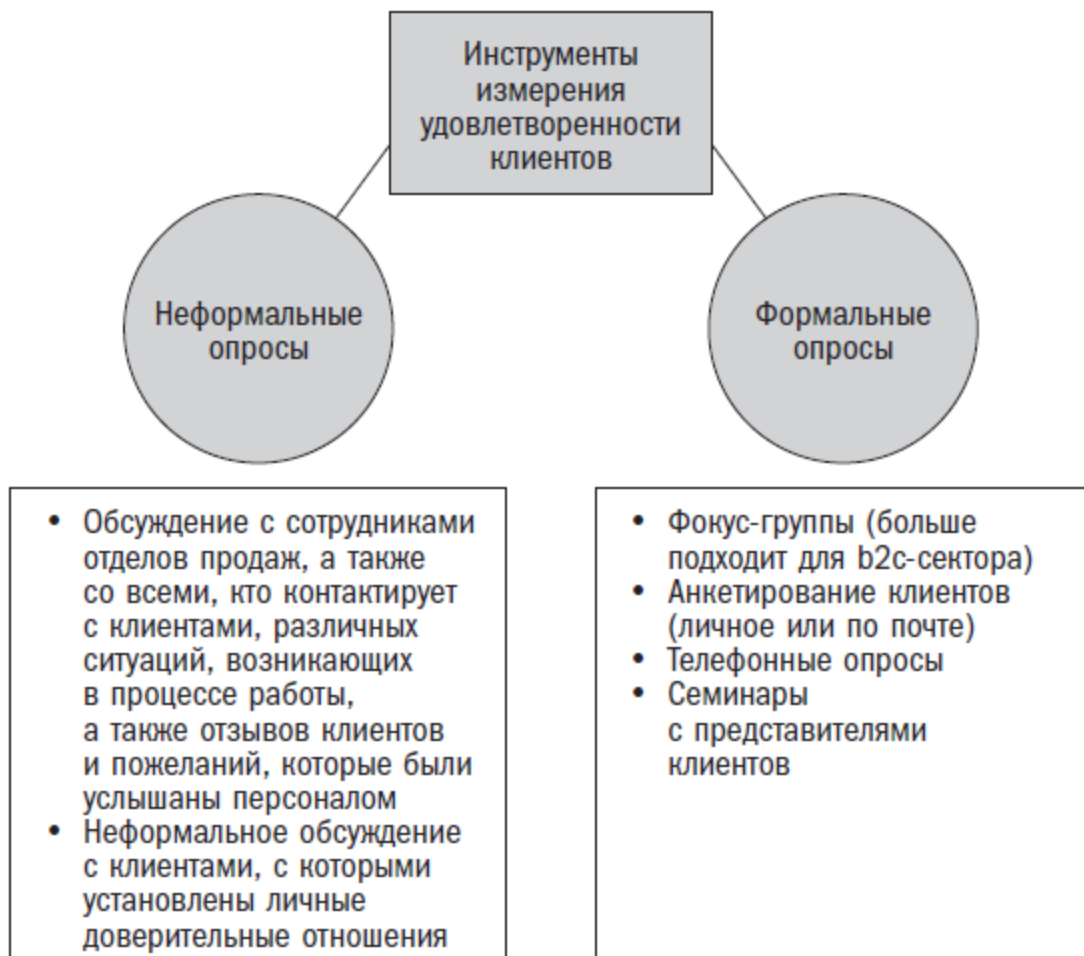 Инструменты
измерения
удовлетворенности
клиентов
Неформальные
опросы
Формальные
опросы
• Обсуждение с сотрудниками
отделов продаж, а также
со всеми, кто контактирует
с клиентами, различных
ситуаций, возникающих
в процессе работы,
а также отзывов клиентов
и пожеланий, которые были
услышаны персоналом
• Неформальное обсуждение
с клиентами, с которыми
установлены личные
доверительные отношения
• Фокус-группы (больше
подходит для b2c-сектора)
• Анкетирование клиентов
(личное или по почте)
• Телефонные опросы
• Семинары
с представителями
клиентов